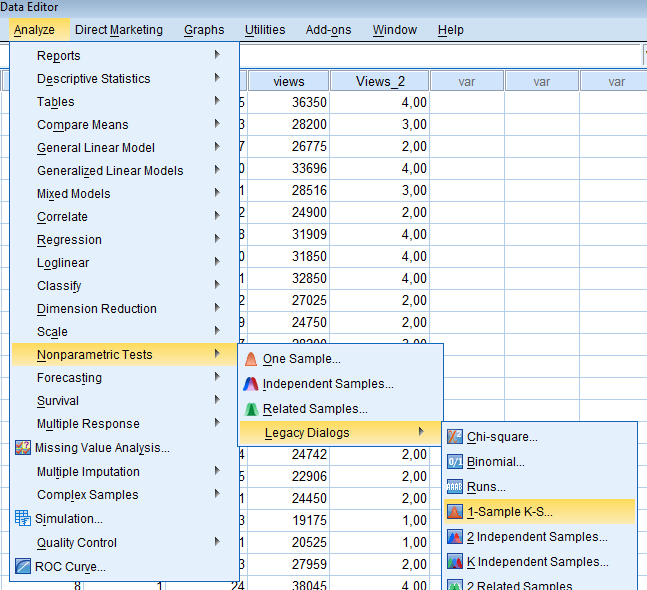 Data Editor
Analyze Direct Marketing Graphs Utilities Add-ons Window Help
Reports
Descriptive Statistics
Tables
Compare Means
General Linear Model
Generalized Linear Models
Mixed Models
Correlate
Regression
Loglinear
Classify
Dimension Reduction
Scale
Nonparametric Tests
Forecasting
Survival
Multiple Response
Missing Value Analysis...
Multiple Imputation
Complex Samples
Simulation...
Quality Control
ROC Curve...
One Sample...
Independent Samples...
Related Samples...
Legacy Dialogs
Chi-square...
Binomial...
Runs...
1-Sample K-S...
2 Independent Samples...
K Independent Samples...
2 Related Samples
views Views_2 var var var
5 36350 4,00
3 28200 3,00
7 26775 2,00
0 33696 4,00
1 28516 3,00
2 24900 2,00
4 31909 4,00
0 31850 4,00
1 32850 4,00
2 27025 2,00
9 24750 2,00
4 24742 2,00
5 22906 2,00
1 24450 2,00
3 19175 1,00
1 20525 1,00
3 27959 2,00
8 1 24 38045 4,00